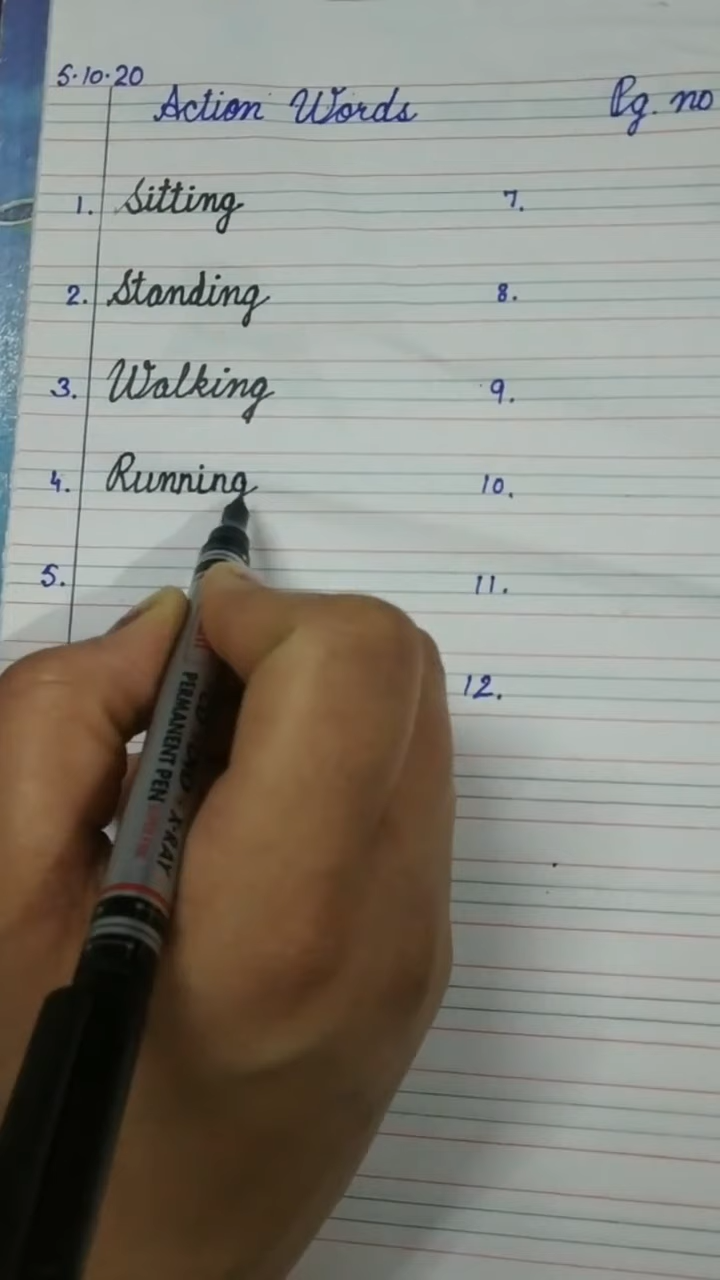 5.10.20
Action Words Pg. no
1. Sitting 7.
2. Standing 8.
3. Walking 9.
4. Running 10.
5. 11.
12.
PERMANENT PEN
X-RAY